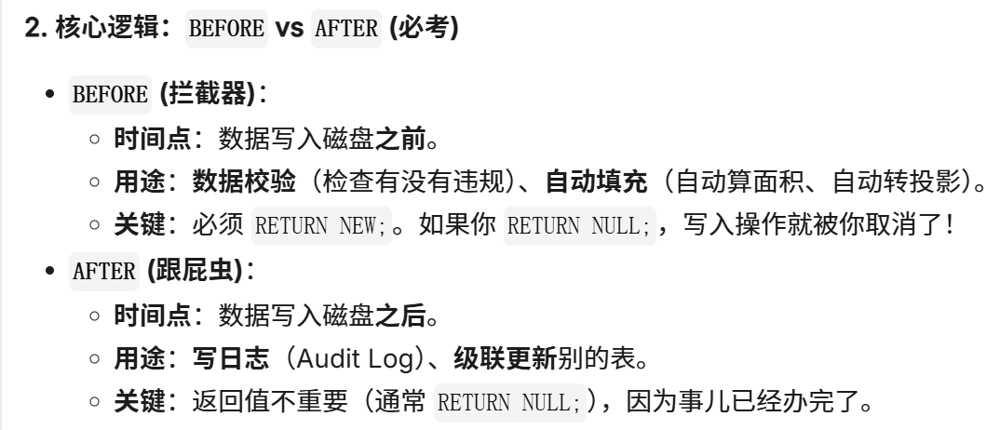 2. 核心逻辑：BEFORE vs AFTER (必考)
• BEFORE (拦截器)：
○ 时间点：数据写入磁盘之前。
○ 用途：数据校验（检查有没有违规）、自动填充（自动算面积、自动转投影）。
○ 关键：必须 RETURN NEW;。如果你 RETURN NULL;，写入操作就被你取消了！
• AFTER (跟屁虫)：
○ 时间点：数据写入磁盘之后。
○ 用途：写日志（Audit Log）、级联更新别的表。
○ 关键：返回值不重要（通常 RETURN NULL;），因为事儿已经办完了。